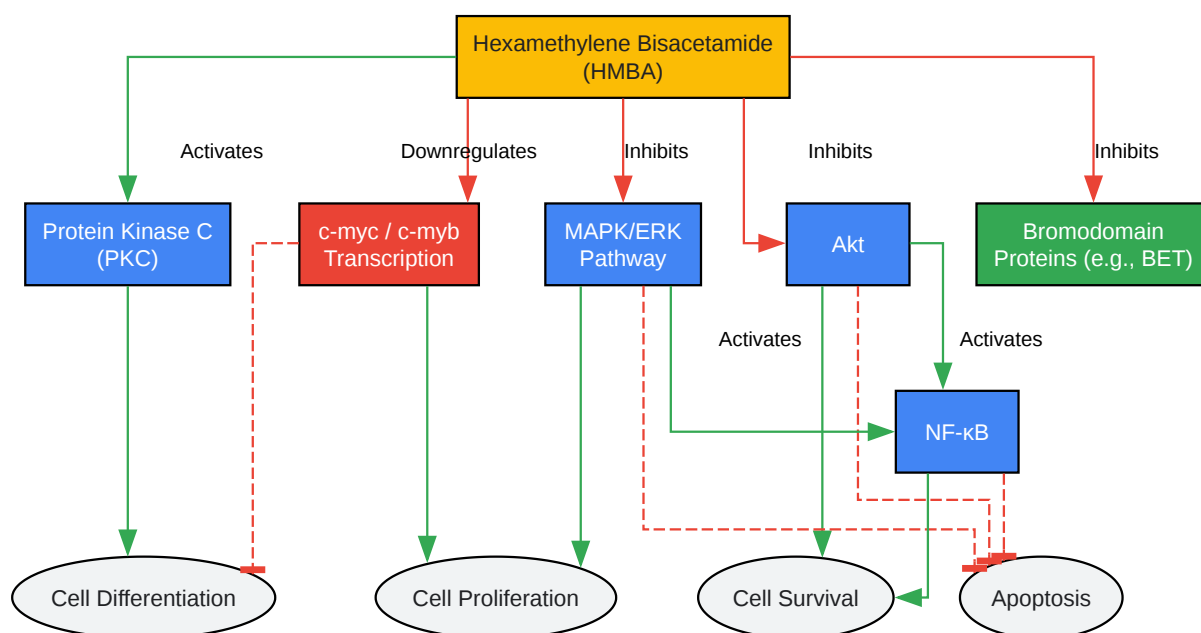 Hexamethylene Bisacetamide
(HMBA)
Activates
Downregulates
Inhibits
Inhibits
Inhibits
Protein Kinase C
(PKC)
c-myc / c-myb
Transcription
MAPK/ERK
Pathway
Akt
Bromodomain
Proteins (e.g., BET)
Activates
Activates
NF-κB
Cell Differentiation
Cell Proliferation
Cell Survival
Apoptosis